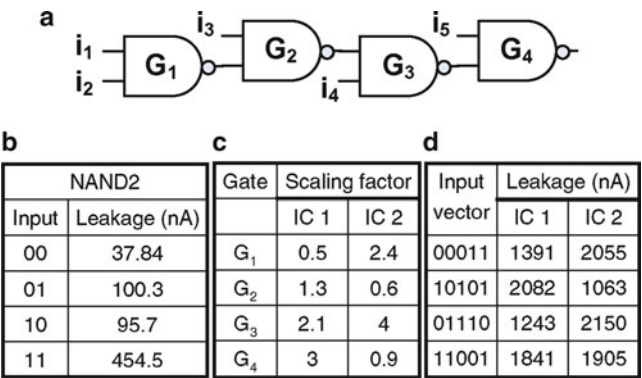 a
i1
i2
G1
i3
G2
i4
G3
i5
G4
b
NAND2
Input Leakage (nA)
00 37.84
01 100.3
10 95.7
11 454.5
c
Gate Scaling factor
IC 1 IC 2
G1 0.5 2.4
G2 1.3 0.6
G3 2.1 4
G4 3 0.9
d
Input vector Leakage (nA)
IC 1 IC 2
00011 1391 2055
10101 2082 1063
01110 1243 2150
11001 1841 1905